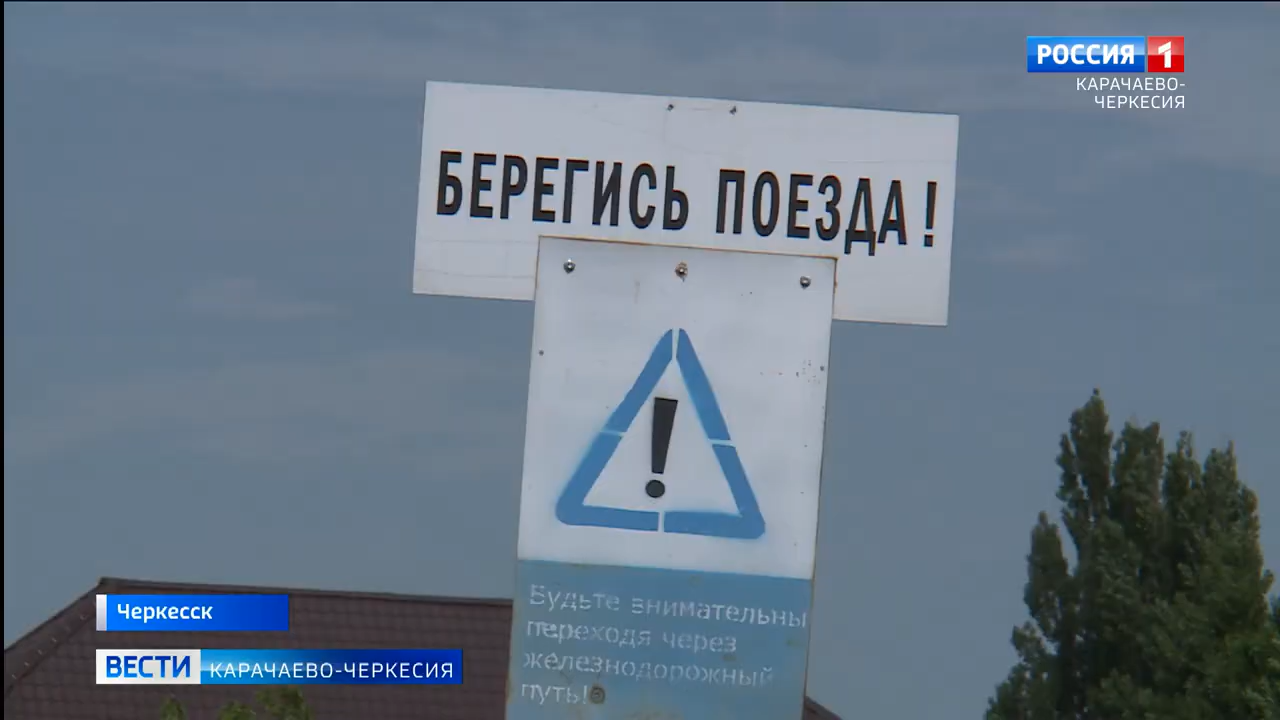 РОССИЯ 1
КАРАЧАЕВО-
ЧЕРКЕСИЯ
БЕРЕГИСЬ ПОЕЗДА!
!
Будьте внимательны
переходя через
железнодорожный
путь!
Черкесск
ВЕСТИ КАРАЧАЕВО-ЧЕРКЕСИЯ